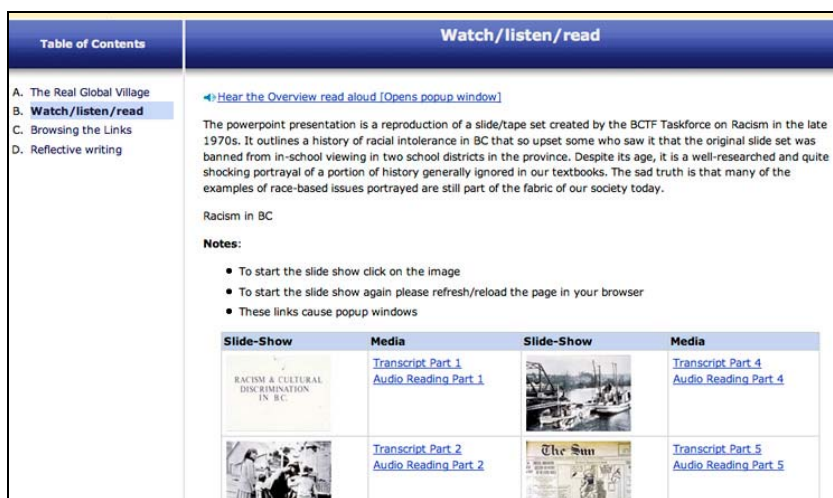 Table of Contents
Watch/listen/read
A. The Real Global Village
B. Watch/listen/read
C. Browsing the Links
D. Reflective writing
Hear the Overview read aloud [Opens popup window]
The powerpoint presentation is a reproduction of a slide/tape set created by the BCTF Taskforce on Racism in the late
1970s. It outlines a history of racial intolerance in BC that so upset some who saw it that the original slide set was
banned from in-school viewing in two school districts in the province. Despite its age, it is a well-researched and quite
shocking portrayal of a portion of history generally ignored in our textbooks. The sad truth is that many of the
examples of race-based issues portrayed are still part of the fabric of our society today.
Racism in BC
Notes:
• To start the slide show click on the image
• To start the slide show again please refresh/reload the page in your browser
• These links cause popup windows
Slide-Show Media Slide-Show Media
RACISM & CULTURAL
DISCRIMINATION
IN B.C.
Transcript Part 1
Audio Reading Part 1
Transcript Part 4
Audio Reading Part 4
Transcript Part 2
Audio Reading Part 2
The Sun
Transcript Part 5
Audio Reading Part 5